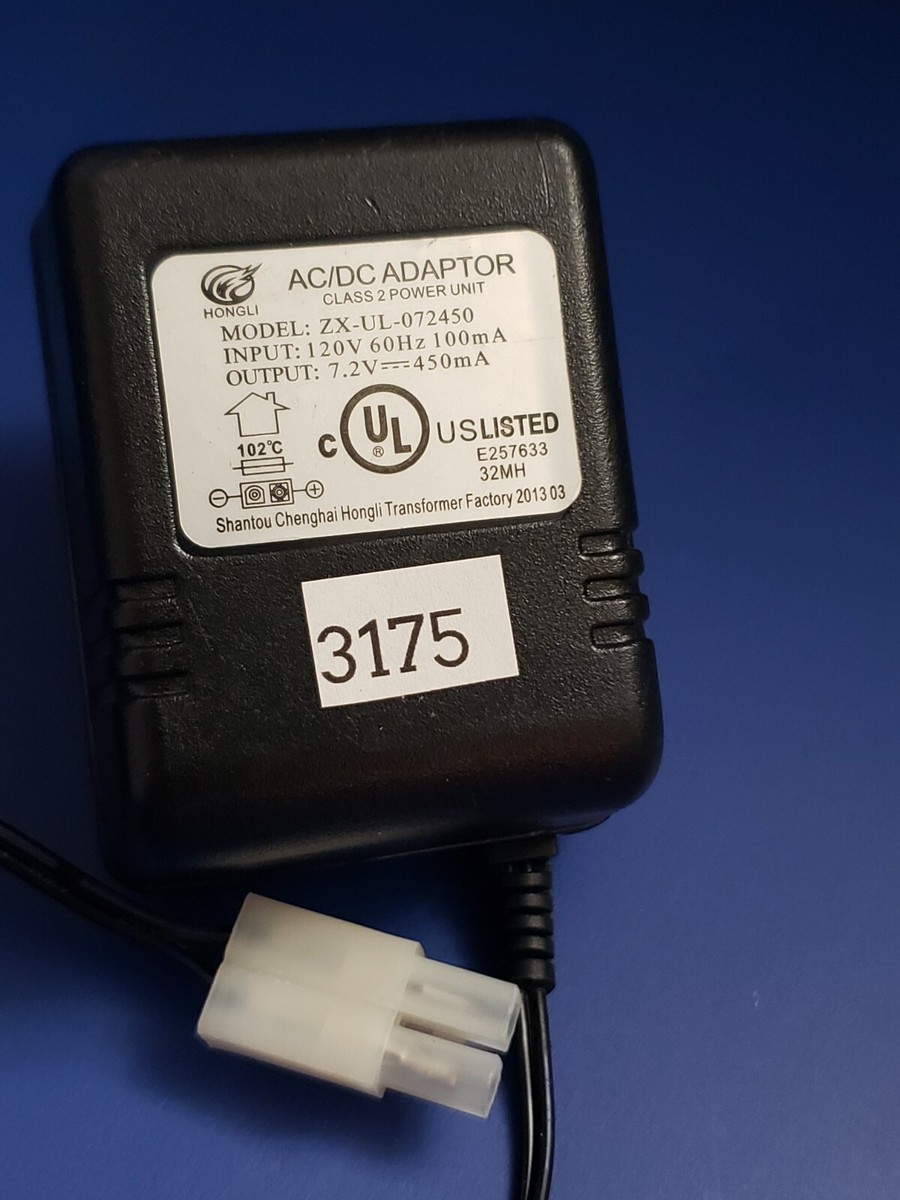 HONGLI
AC/DC ADAPTOR
CLASS 2 POWER UNIT
MODEL: ZX-UL-072450
INPUT: 120V 60Hz 100mA
OUTPUT: 7.2V⎓450mA
102℃
C UL ® US LISTED
E257633
32MH
Shantou Chenghai Hongli Transformer Factory 2013 03
3175